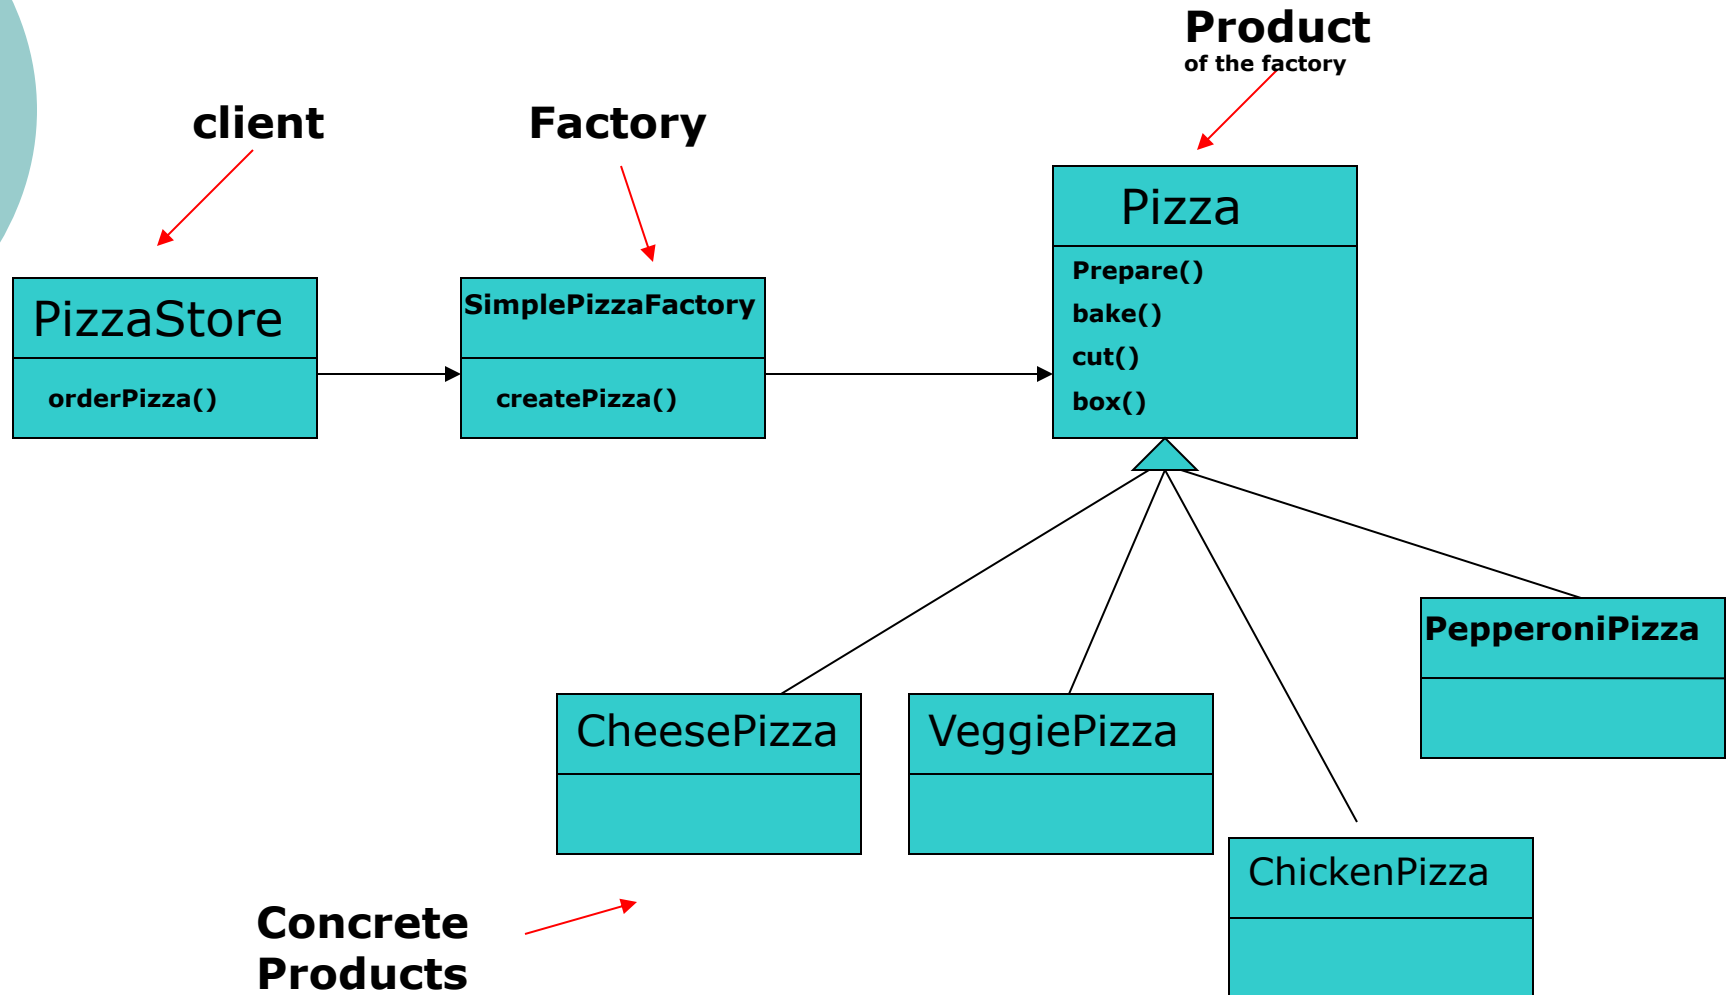 Product
of the factory
client
Factory
Pizza
Prepare()
bake()
cut()
box()
PizzaStore
orderPizza()
SimplePizzaFactory
createPizza()
PepperoniPizza
CheesePizza
VeggiePizza
ChickenPizza
Concrete
Products